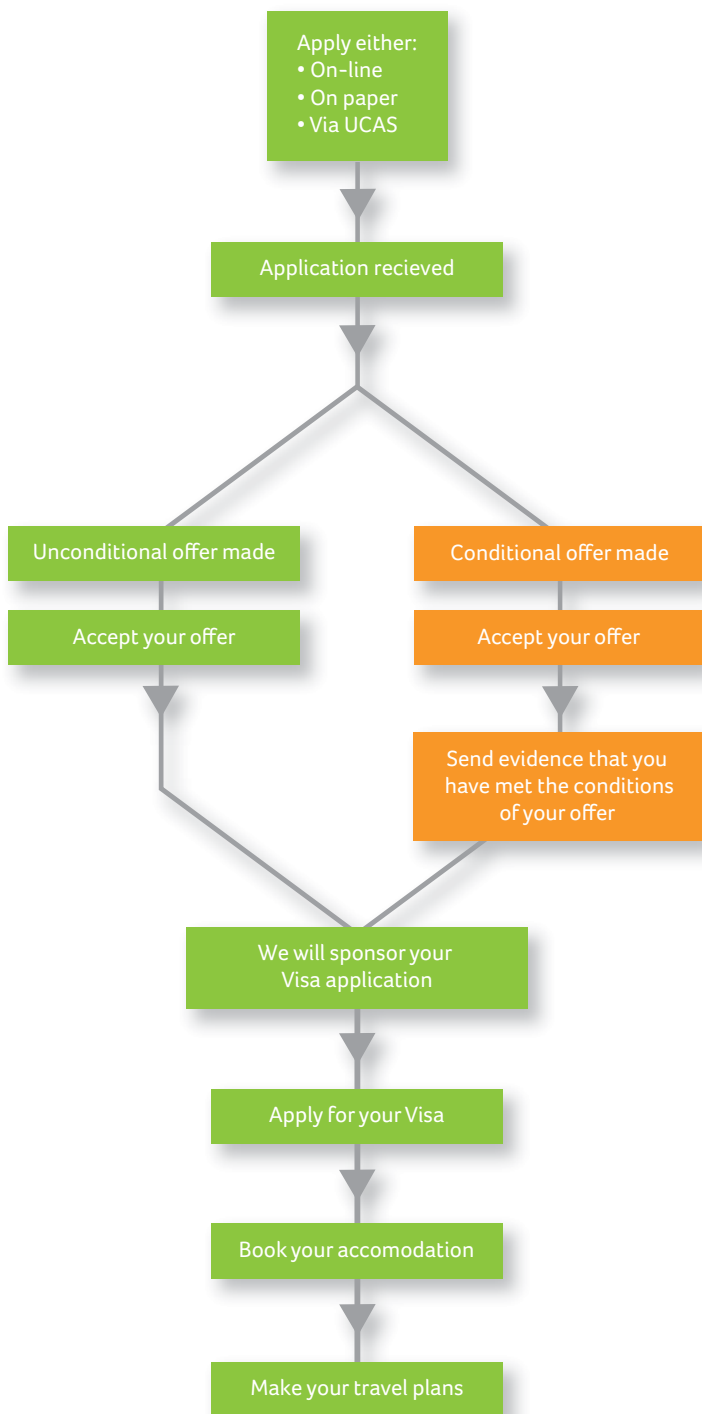 Apply either:
• On-line
• On paper
• Via UCAS
Application recieved
Unconditional offer made
Accept your offer
Conditional offer made
Accept your offer
Send evidence that you
have met the conditions
of your offer
We will sponsor your
Visa application
Apply for your Visa
Book your accomodation
Make your travel plans